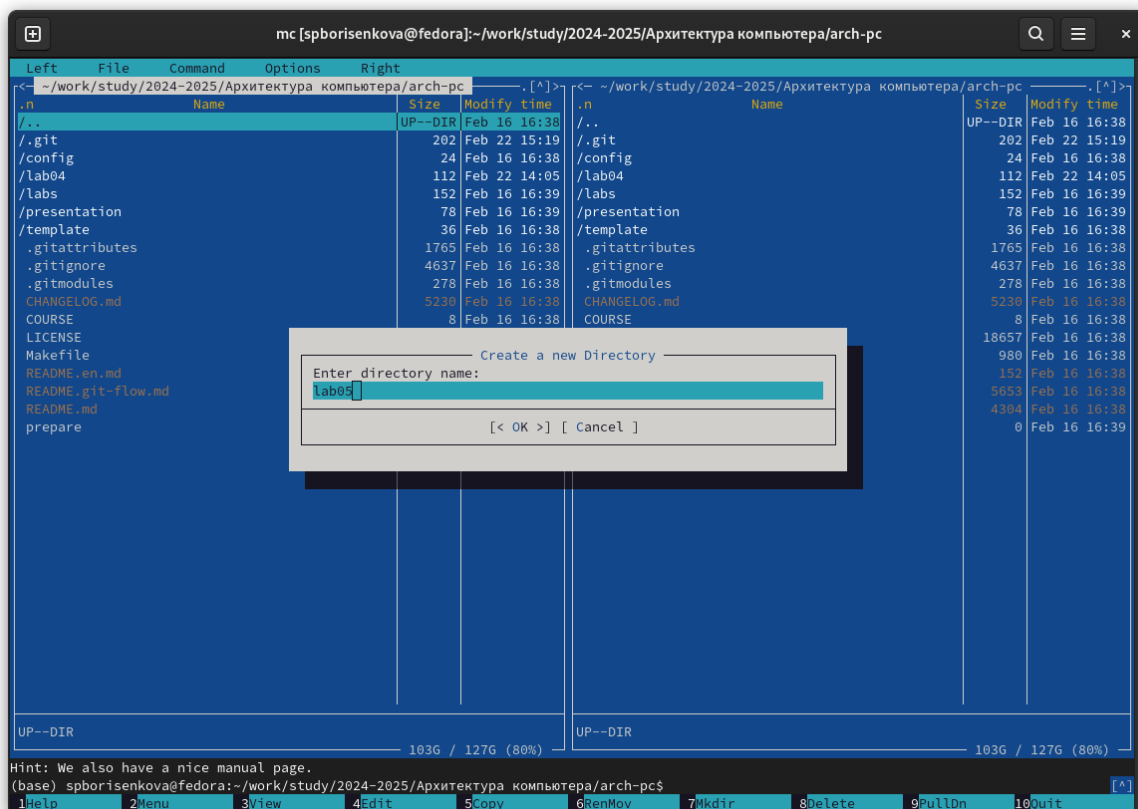 mc [spborisenkova@fedora]:~/work/study/2024-2025/Архитектура компьютера/arch-pc
Left File Command Options Right
<─ ~/work/study/2024-2025/Архитектура компьютера/arch-pc ─.[^]>
.n Name Size Modify time
/.. UP--DIR Feb 16 16:38
/.git 202 Feb 22 15:19
/config 24 Feb 16 16:38
/lab04 112 Feb 22 14:05
/labs 152 Feb 16 16:39
/presentation 78 Feb 16 16:39
/template 36 Feb 16 16:38
.gitattributes 1765 Feb 16 16:38
.gitignore 4637 Feb 16 16:38
.gitmodules 278 Feb 16 16:38
CHANGELOG.md 5230 Feb 16 16:38
COURSE 8 Feb 16 16:38
LICENSE
Makefile
README.en.md
README.git-flow.md
README.md
prepare
UP--DIR
103G / 127G (80%)
<─ ~/work/study/2024-2025/Архитектура компьютера/arch-pc ─.[^]>
.n Name Size Modify time
/.. UP--DIR Feb 16 16:38
/.git 202 Feb 22 15:19
/config 24 Feb 16 16:38
/lab04 112 Feb 22 14:05
/labs 152 Feb 16 16:39
/presentation 78 Feb 16 16:39
/template 36 Feb 16 16:38
.gitattributes 1765 Feb 16 16:38
.gitignore 4637 Feb 16 16:38
.gitmodules 278 Feb 16 16:38
CHANGELOG.md 5230 Feb 16 16:38
COURSE 8 Feb 16 16:38
18657 Feb 16 16:38
980 Feb 16 16:38
152 Feb 16 16:38
5653 Feb 16 16:38
4304 Feb 16 16:38
0 Feb 16 16:39
UP--DIR
103G / 127G (80%)
Create a new Directory
Enter directory name:
lab05
[< OK >] [ Cancel ]
Hint: We also have a nice manual page.
(base) spborisenkova@fedora:~/work/study/2024-2025/Архитектура компьютера/arch-pc$ [^]
1Help 2Menu 3View 4Edit 5Copy 6RenMov 7Mkdir 8Delete 9PullDn 10Quit